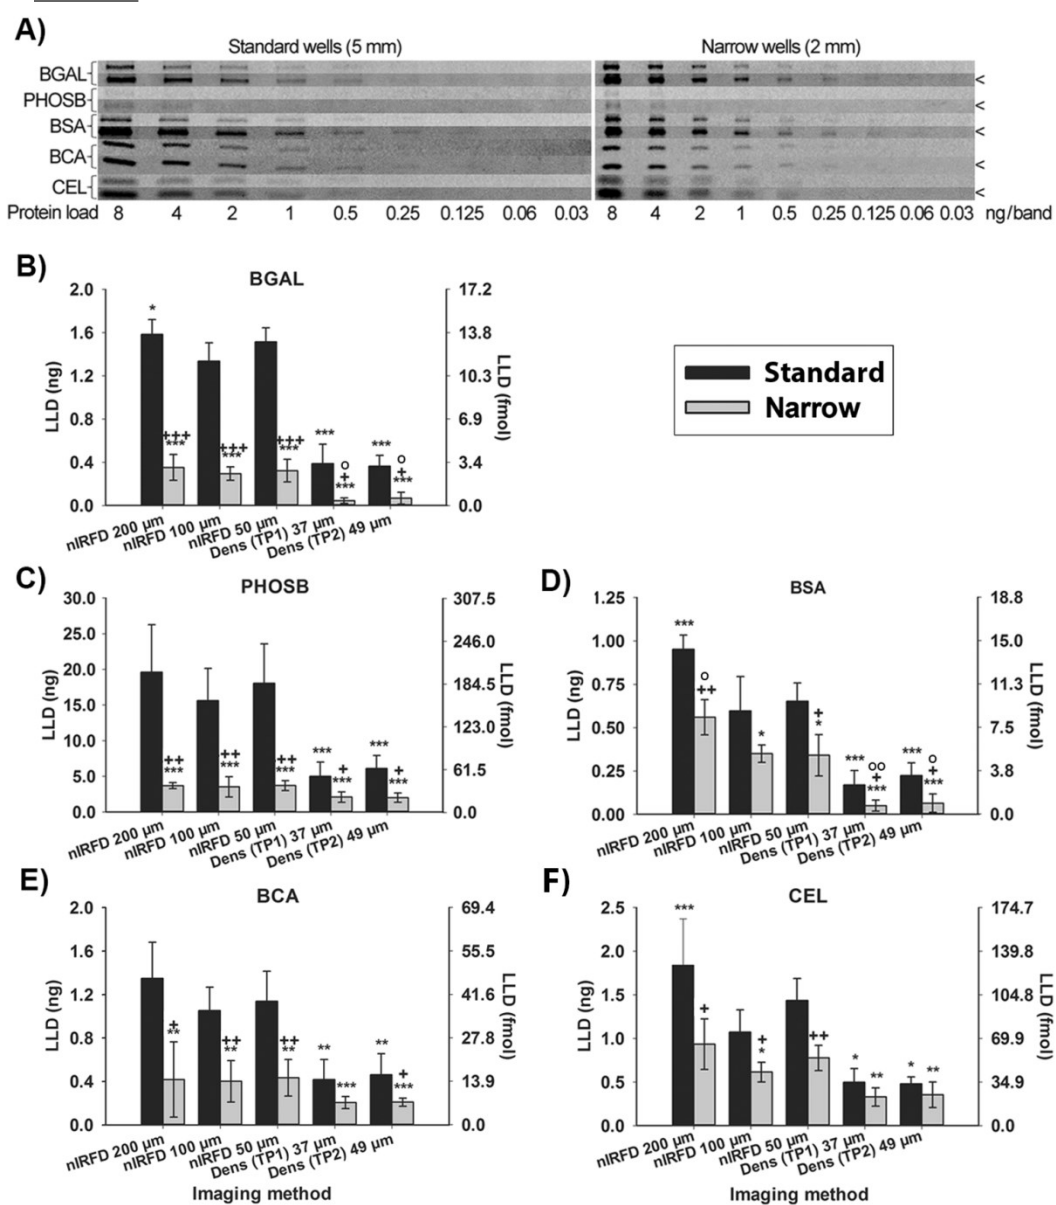 A)
Standard wells (5 mm) Narrow wells (2 mm)
BGAL <
PHOSB <
BSA <
BCA <
CEL <
Protein load 8 4 2 1 0.5 0.25 0.125 0.06 0.03 8 4 2 1 0.5 0.25 0.125 0.06 0.03 ng/band
B)
BGAL
LLD (ng)
2.0
1.6
1.2
0.8
0.4
0.0
* +++ *** +++ *** +++ *** *** o + *** *** o + ***
17.2
13.8
10.3
6.9
3.4
0.0
LLD (fmol)
nIRFD 200 µm
nIRFD 100 µm
nIRFD 50 µm
Dens (TP1) 37 µm
Dens (TP2) 49 µm
Standard
Narrow
C)
PHOSB
LLD (ng)
30.0
25.0
20.0
15.0
10.0
5.0
0.0
++ *** ++ *** ++ *** *** + *** *** + ***
307.5
246.0
184.5
123.0
61.5
0.0
LLD (fmol)
nIRFD 200 µm
nIRFD 100 µm
nIRFD 50 µm
Dens (TP1) 37 µm
Dens (TP2) 49 µm
D)
BSA
LLD (ng)
1.25
1.00
0.75
0.50
0.25
0.00
*** o ++ * + * *** oo + *** *** o + ***
18.8
15.0
11.3
7.5
3.8
0.0
LLD (fmol)
nIRFD 200 µm
nIRFD 100 µm
nIRFD 50 µm
Dens (TP1) 37 µm
Dens (TP2) 49 µm
E)
BCA
LLD (ng)
2.0
1.6
1.2
0.8
0.4
0.0
+ ** ++ ** ++ ** ** *** ** + ***
69.4
55.5
41.6
27.8
13.9
0.0
LLD (fmol)
nIRFD 200 µm
nIRFD 100 µm
nIRFD 50 µm
Dens (TP1) 37 µm
Dens (TP2) 49 µm
Imaging method
F)
CEL
LLD (ng)
2.5
2.0
1.5
1.0
0.5
0.0
*** + + * ++ * ** * **
174.7
139.8
104.8
69.9
34.9
0.0
LLD (fmol)
nIRFD 200 µm
nIRFD 100 µm
nIRFD 50 µm
Dens (TP1) 37 µm
Dens (TP2) 49 µm
Imaging method